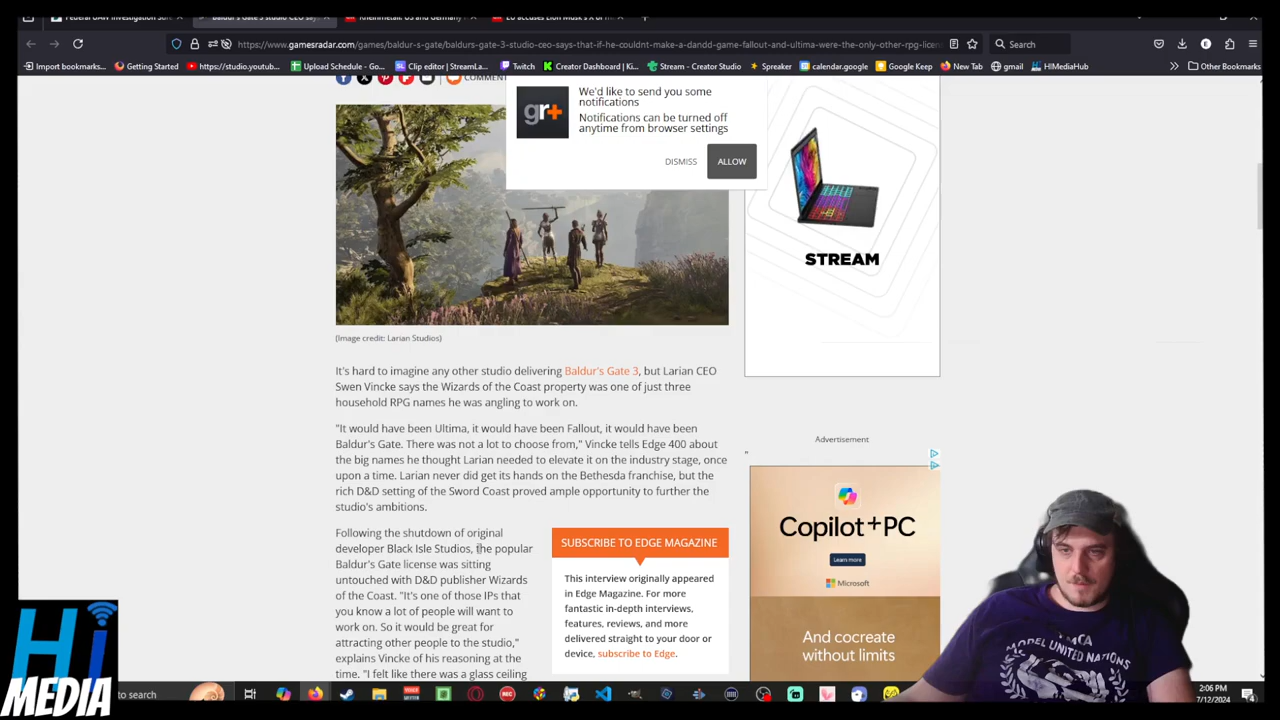 Baldur's Gate 3 studio CEO say
https://www.gamesradar.com/games/baldur-s-gate/baldurs-gate-3-studio-ceo-says-that-if-he-couldnt-make-a-dandd-game-fallout-and-ultima-were-the-only-other-rpg-licen
Search
Import bookmarks...
Getting Started
https://studio.youtub...
Upload Schedule - G...
Clip editor | StreamLa...
Twitch
Creator Dashboard | Ki...
Stream - Creator Studio
Spreaker
calendar.google
Google Keep
New Tab
gmail
HIMediaHub
Other Bookmarks
COMMEN
gr+
We'd like to send you some
notifications
Notifications can be turned off
anytime from browser settings
DISMISS
ALLOW
STREAM
(Image credit: Larian Studios)
It's hard to imagine any other studio delivering Baldur's Gate 3, but Larian CEO
Swen Vincke says the Wizards of the Coast property was one of just three
household RPG names he was angling to work on.
"It would have been Ultima, it would have been Fallout, it would have been
Baldur's Gate. There was not a lot to choose from," Vincke tells Edge 400 about
the big names he thought Larian needed to elevate it on the industry stage, once
upon a time. Larian never did get its hands on the Bethesda franchise, but the
rich D&D setting of the Sword Coast proved ample opportunity to further the
studio's ambitions.
Following the shutdown of original
developer Black Isle Studios, the popular
Baldur's Gate license was sitting
untouched with D&D publisher Wizards
of the Coast. "It's one of those IPs that
you know a lot of people will want to
work on. So it would be great for
attracting other people to the studio,"
explains Vincke of his reasoning at the
time. "I felt like there was a glass ceiling
SUBSCRIBE TO EDGE MAGAZINE
This interview originally appeared
in Edge Magazine. For more
fantastic in-depth interviews,
features, reviews, and more
delivered straight to your door or
device, subscribe to Edge.
Advertisement
"
Copilot+PC
Learn more
Microsoft
And cocreate
without limits
Hi
MEDIA
to search
REC
2:06 PM
7/12/2024
UNITED NATIONS